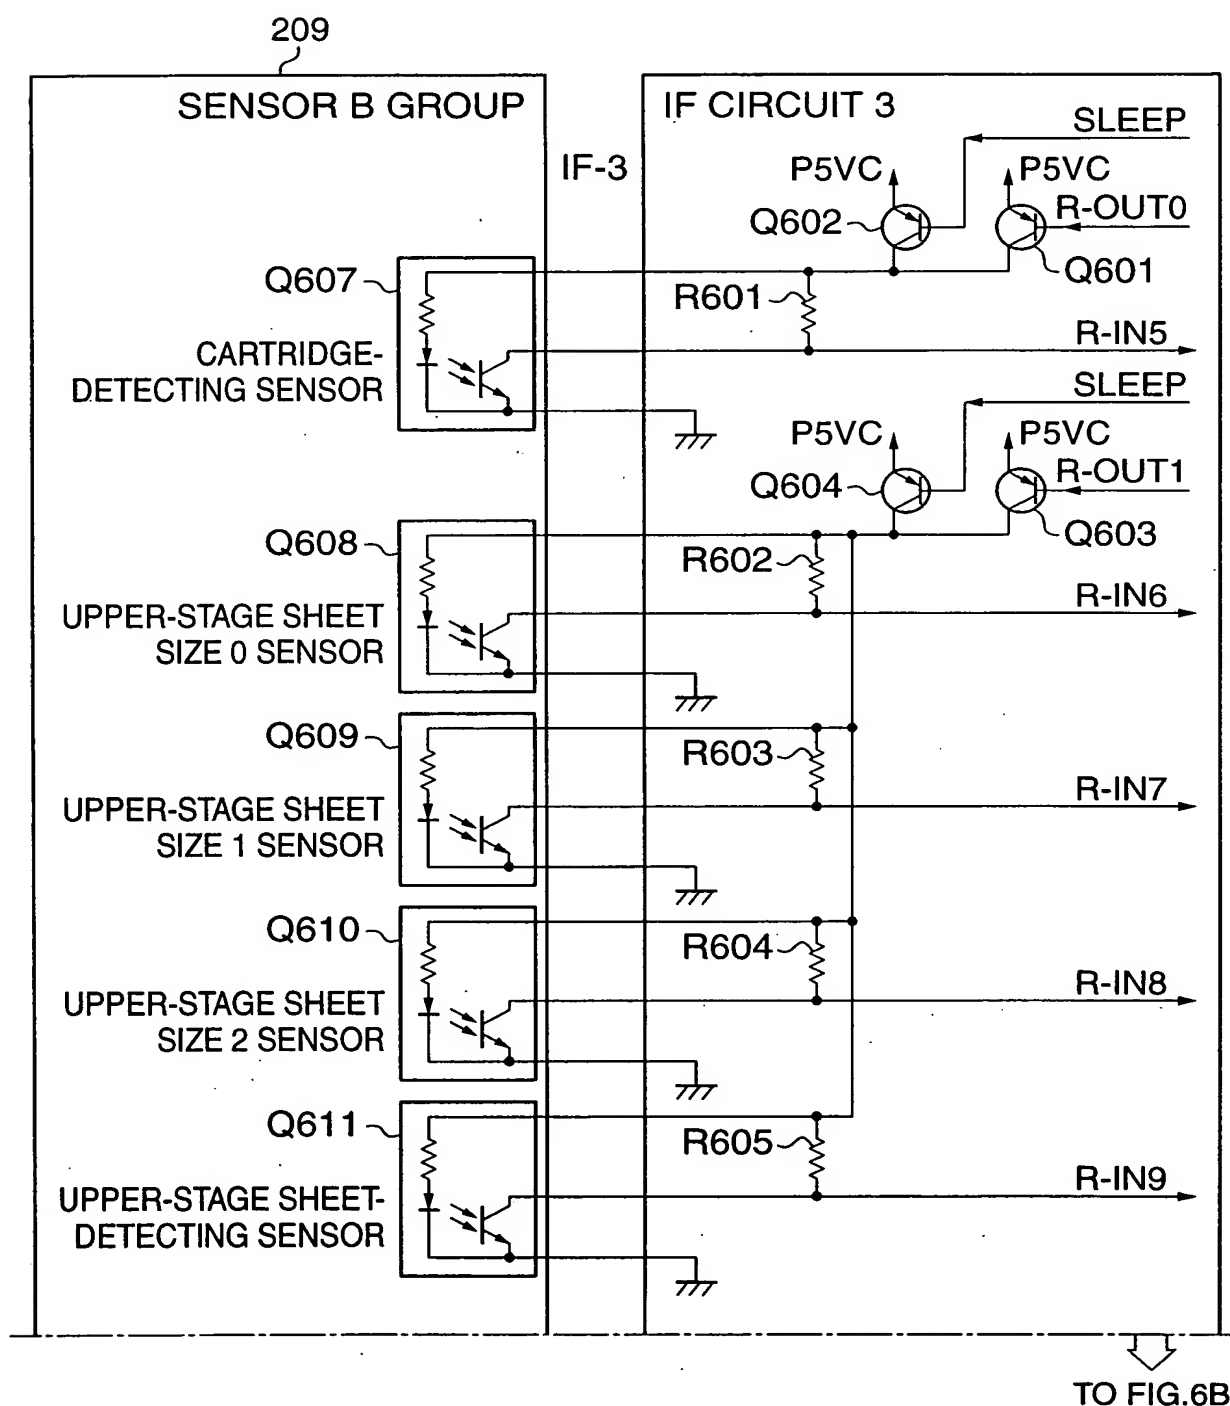 209
SENSOR B GROUP
IF-3
IF CIRCUIT 3
SLEEP
P5VC
P5VC
R-OUT0
Q602
Q601
Q607
R601
R-IN5
CARTRIDGE-
DETECTING SENSOR
SLEEP
P5VC
P5VC
R-OUT1
Q604
Q603
Q608
R602
R-IN6
UPPER-STAGE SHEET
SIZE 0 SENSOR
Q609
R603
R-IN7
UPPER-STAGE SHEET
SIZE 1 SENSOR
Q610
R604
R-IN8
UPPER-STAGE SHEET
SIZE 2 SENSOR
Q611
R605
R-IN9
UPPER-STAGE SHEET-
DETECTING SENSOR
TO FIG.6B